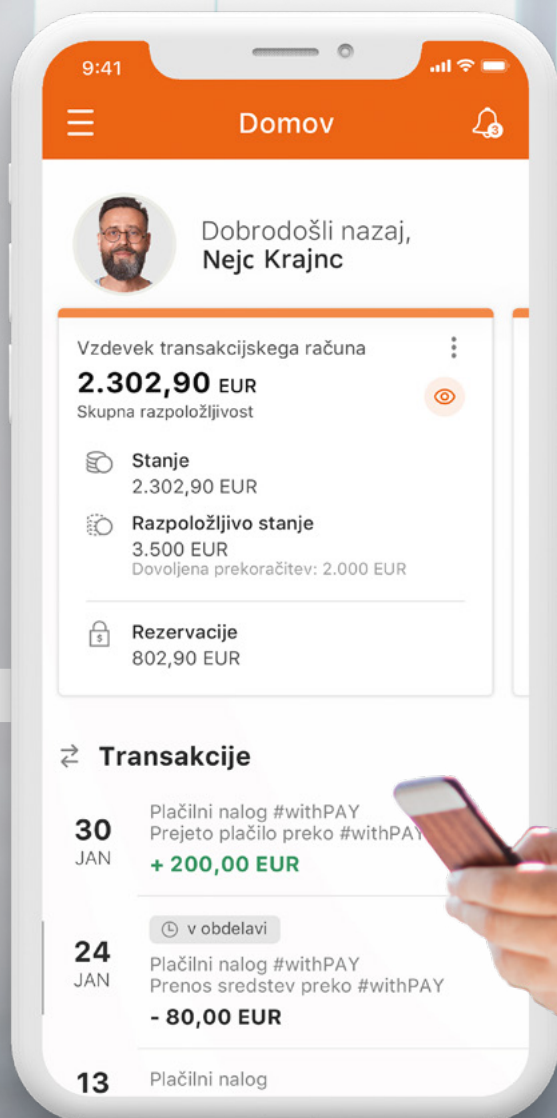 9:41
Domov
3
Dobrodošli nazaj,
Nejc Krajnc
Vzdevek transakcijskega računa
2.302,90 EUR
Skupna razpoložljivost
Stanje
2.302,90 EUR
Razpoložljivo stanje
3.500 EUR
Dovoljena prekoračitev: 2.000 EUR
$
Rezervacije
802,90 EUR
Transakcije
30
JAN
Plačilni nalog #withPAY
Prejeto plačilo preko #withPAY
+ 200,00 EUR
24
JAN
v obdelavi
Plačilni nalog #withPAY
Prenos sredstev preko #withPAY
- 80,00 EUR
13
Plačilni nalog